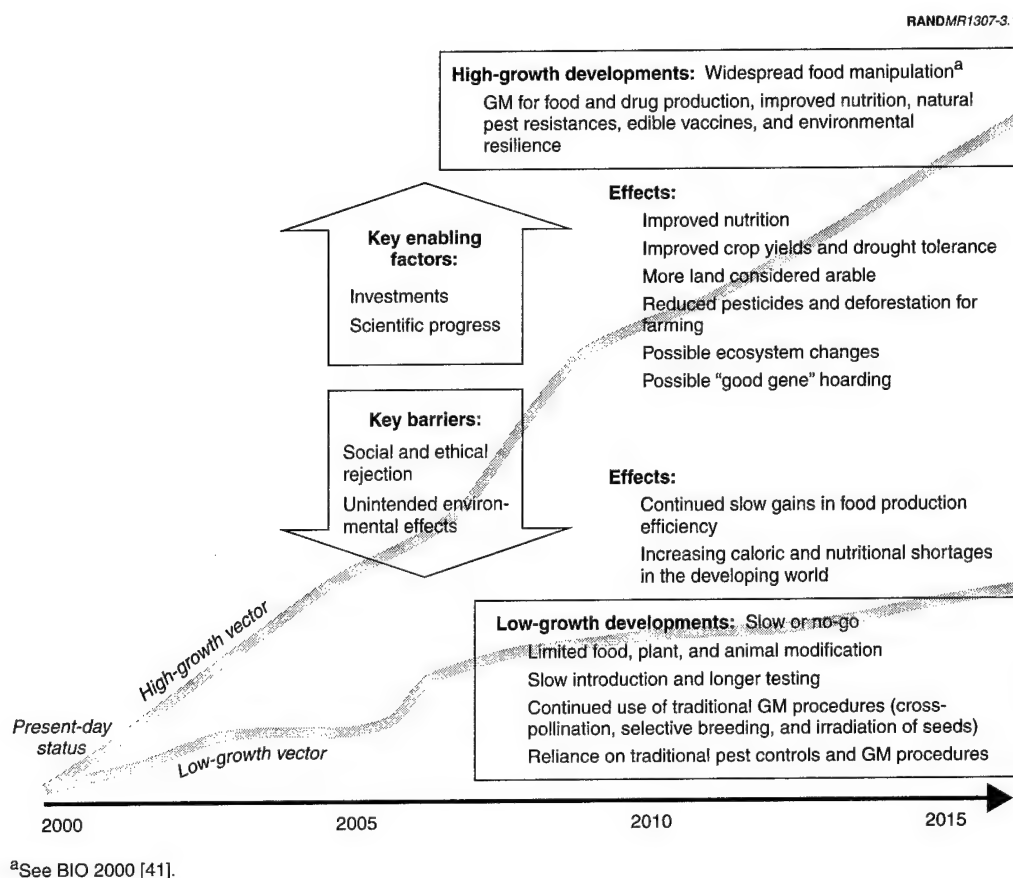 RANDMR1307-3.
High-growth developments: Widespread food manipulationᵃ
GM for food and drug production, improved nutrition, natural
pest resistances, edible vaccines, and environmental
resilience
Key enabling
factors:
Investments
Scientific progress
Effects:
Improved nutrition
Improved crop yields and drought tolerance
More land considered arable
Reduced pesticides and deforestation for
farming
Possible ecosystem changes
Possible “good gene” hoarding
Key barriers:
Social and ethical
rejection
Unintended environ-
mental effects
Effects:
Continued slow gains in food production
efficiency
Increasing caloric and nutritional shortages
in the developing world
High-growth vector
Low-growth developments: Slow or no-go
Limited food, plant, and animal modification
Slow introduction and longer testing
Continued use of traditional GM procedures (cross-
pollination, selective breeding, and irradiation of seeds)
Reliance on traditional pest controls and GM procedures
Present-day
status
Low-growth vector
2000 2005 2010 2015
ᵃSee BIO 2000 [41].